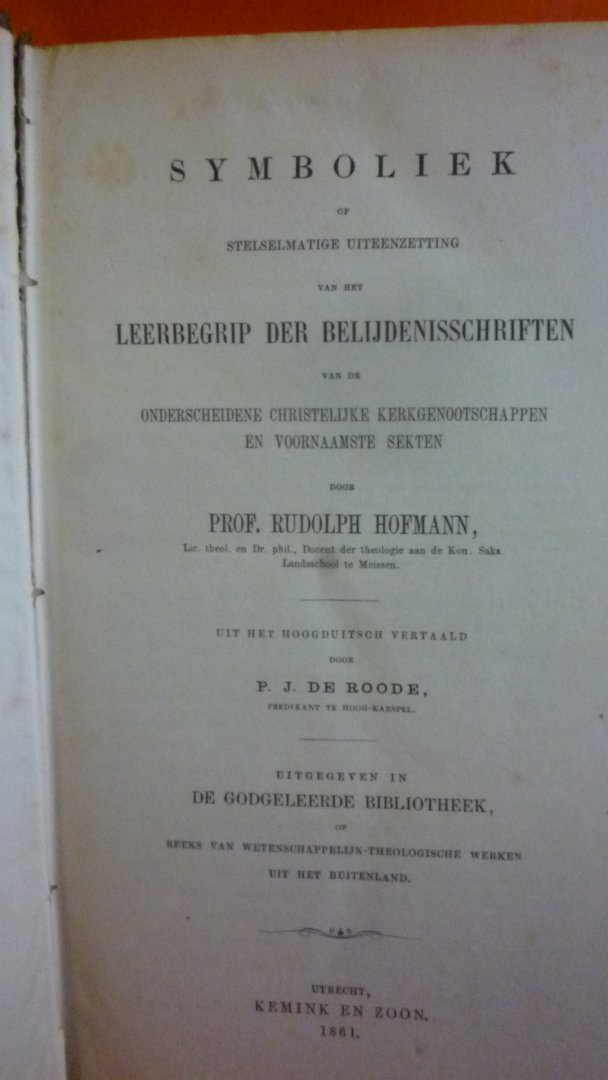 SYMBOLIEK
OF
STELSELMATIGE UITEENZETTING
VAN HET
LEERBEGRIP DER BELIJDENISSCHRIFTEN
VAN DE
ONDERSCHEIDENE CHRISTELIJKE KERKGENOOTSCHAPPEN
EN VOORNAAMSTE SEKTEN
DOOR
PROF. RUDOLPH HOFMANN,
Lic. theol. en Dr. phil., Docent der theologie aan de Kon. Saks.
Landsschool te Meissen.
UIT HET HOOGDUITSCH VERTAALD
DOOR
P. J. DE ROODE,
PREDIKANT TE HOOG-KARSPEL.
UITGEGEVEN IN
DE GODGELEERDE BIBLIOTHEEK,
OF
REEKS VAN WETENSCHAPPELIJK-THEOLOGISCHE WERKEN
UIT HET BUITENLAND.
UTRECHT,
KEMINK EN ZOON.
1861.